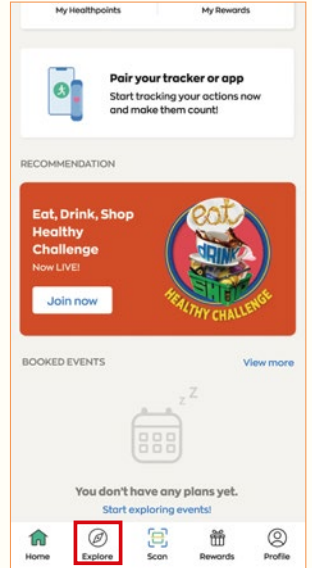 My Healthpoints
My Rewards
Pair your tracker or app
Start tracking your actions now
and make them count!
RECOMMENDATION
Eat, Drink, Shop
Healthy
Challenge
Now LIVE!
Join now
eat
DRINK
SHOP
HEALTHY CHALLENGE
BOOKED EVENTS
View more
z Z
You don't have any plans yet.
Start exploring events!
Home
Explore
Scan
Rewards
Profile